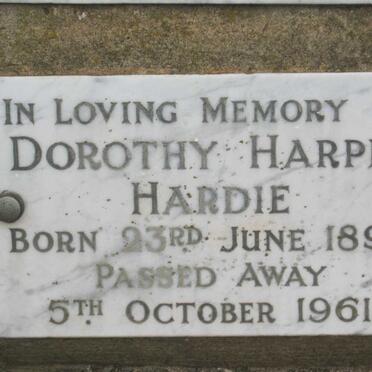 IN LOVING MEMORY
DOROTHY HARP
HARDIE
BORN 23RD JUNE 189
PASSED AWAY
5TH OCTOBER 1961